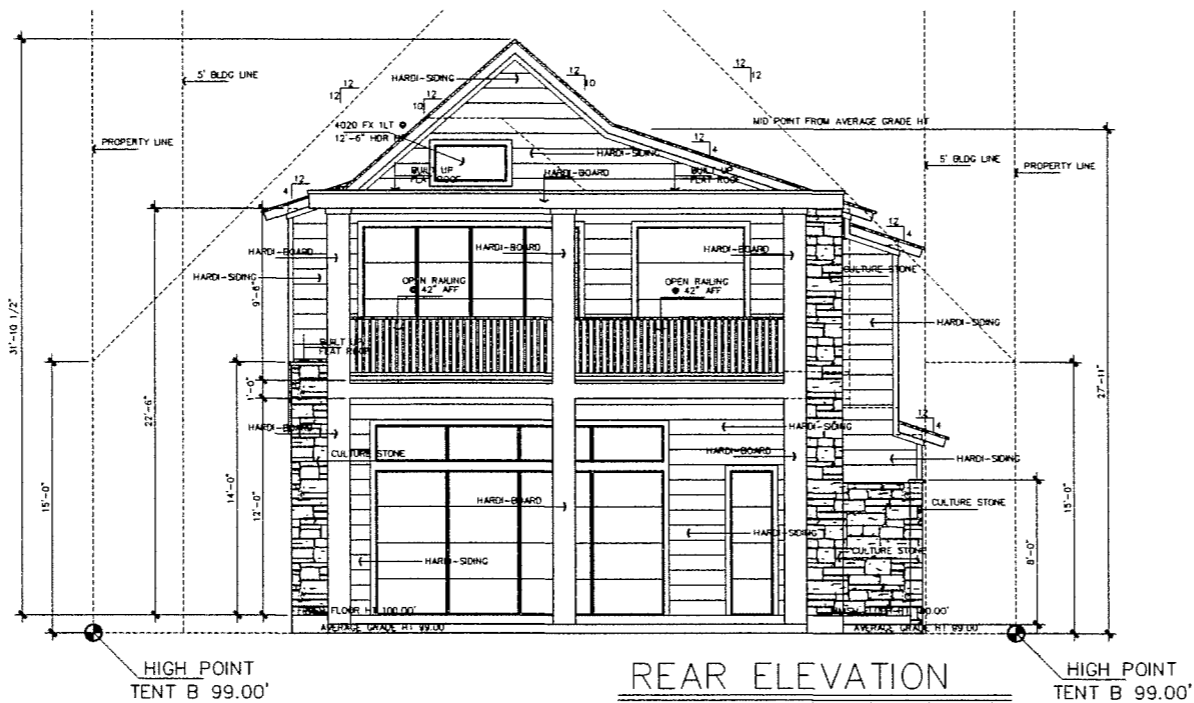 5' BLDG LINE
PROPERTY LINE
12
12
HARDI-SIDING
12
10
12
10
12
12
4020 FX 1LT @
12'-6" HDR
MID POINT FROM AVERAGE GRADE HT
12
4
5' BLDG LINE
PROPERTY LINE
HARDI-SIDING
BUILT UP
FLAT ROOF
HARDI-BOARD
BUILT UP
FLAT ROOF
12
4
12
4
HARDI-BOARD
HARDI-BOARD
HARDI-BOARD
HARDI-SIDING
CULTURE STONE
OPEN RAILING
@ 42" AFF
OPEN RAILING
@ 42" AFF
HARDI-SIDING
BUILT UP
FLAT ROOF
31'-10 1/2"
22'-6"
9'-6"
1'-0"
27'-11"
12
4
HARDI-BOARD
HARDI-SIDING
CULTURE STONE
HARDI-BOARD
HARDI-SIDING
15'-0"
14'-0"
12'-0"
HARDI-BOARD
CULTURE STONE
15'-0"
8'-0"
HARDI-SIDING
HARDI-SIDING
CULTURE STONE
FLOOR HT 100.00'
AVERAGE GRADE HT 99.00'
AVERAGE GRADE HT 99.00'
HIGH POINT
TENT B 99.00'
REAR ELEVATION
HIGH POINT
TENT B 99.00'